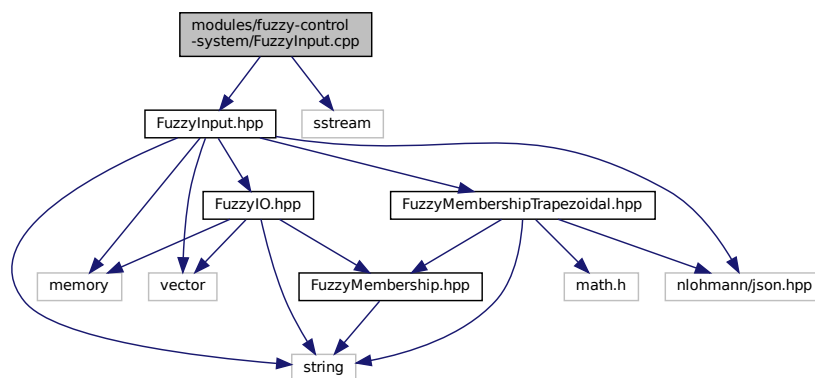 modules/fuzzy-control
-system/FuzzyInput.cpp
FuzzyInput.hpp
sstream
FuzzyIO.hpp
FuzzyMembershipTrapezoidal.hpp
memory
vector
FuzzyMembership.hpp
math.h
nlohmann/json.hpp
string